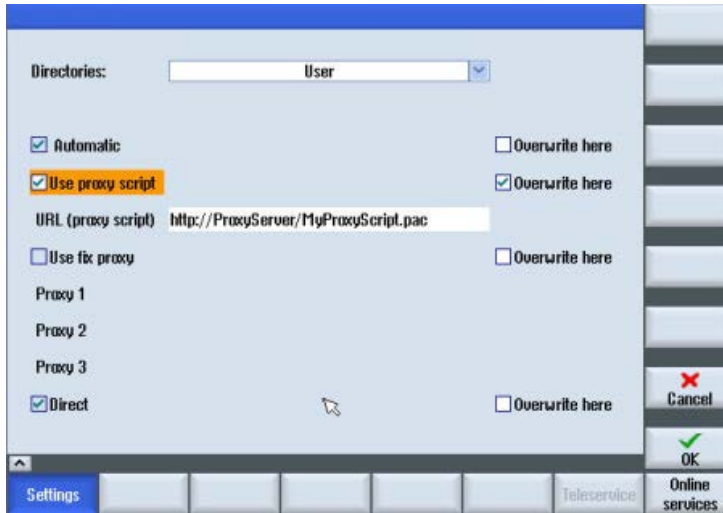 Directories: User
Automatic Overwrite here
Use proxy script Overwrite here
URL (proxy script) http://ProxyServer/MyProxyScript.pac
Use fix proxy Overwrite here
Proxy 1
Proxy 2
Proxy 3
Direct Overwrite here
Cancel
OK
Settings Teleservice Online services